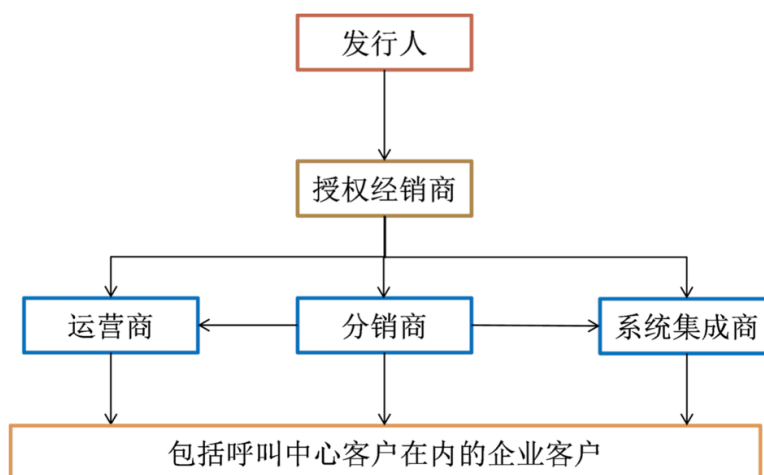 发行人
授权经销商
运营商
分销商
系统集成商
包括呼叫中心客户在内的企业客户